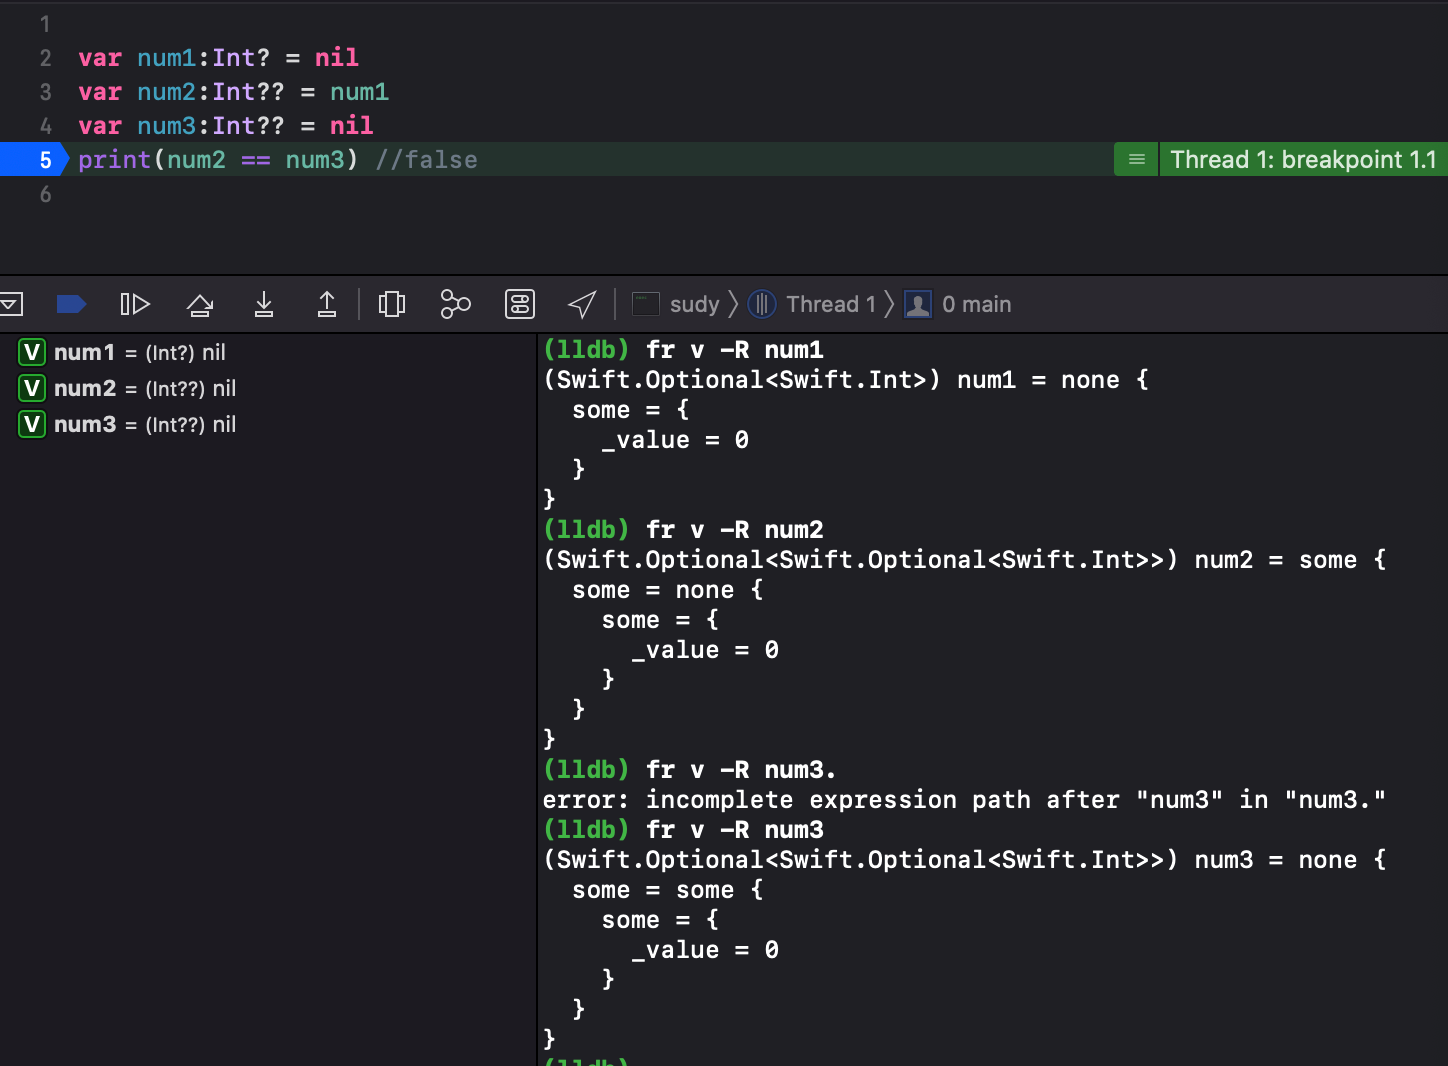 1
2 var num1:Int? = nil
3 var num2:Int?? = num1
4 var num3:Int?? = nil
5 print(num2 == num3) //false
Thread 1: breakpoint 1.1
6
sudy 〉 Thread 1 〉 0 main
V num1 = (Int?) nil
V num2 = (Int??) nil
V num3 = (Int??) nil
(lldb) fr v -R num1
(Swift.Optional<Swift.Int>) num1 = none {
  some = {
    _value = 0
  }
}
(lldb) fr v -R num2
(Swift.Optional<Swift.Optional<Swift.Int>>) num2 = some {
  some = none {
    some = {
      _value = 0
    }
  }
}
(lldb) fr v -R num3.
error: incomplete expression path after "num3" in "num3."
(lldb) fr v -R num3
(Swift.Optional<Swift.Optional<Swift.Int>>) num3 = none {
  some = some {
    some = {
      _value = 0
    }
  }
}
(lldb)